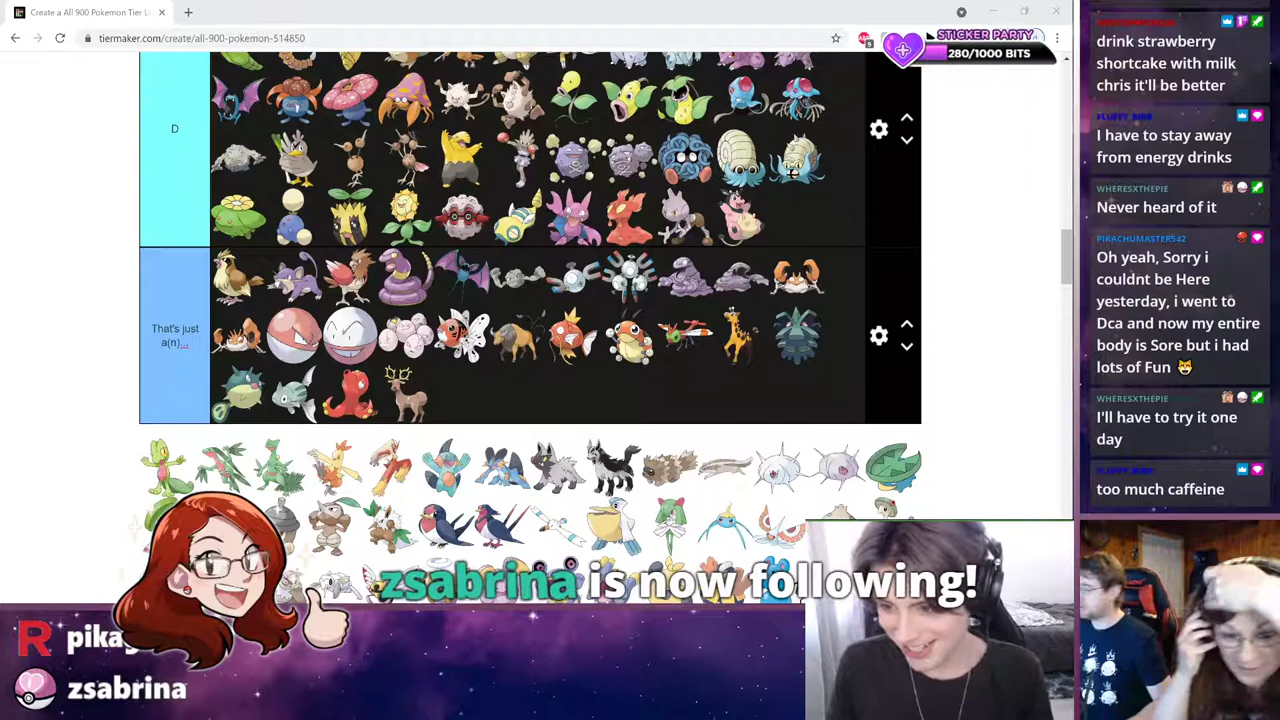 Create a All 900 Pokemon Tier L
tiermaker.com/create/all-900-pokemon-514850
STICKER PARTY
280/1000 BITS
D
That's just
a(n)...
drink strawberry
shortcake with milk
chris it'll be better
I have to stay away
from energy drinks
WHERESXTHEPIE
Never heard of it
PIKACHUMASTER542
Oh yeah, Sorry i
couldnt be Here
yesterday, i went to
Dca and now my entire
body is Sore but i had
lots of Fun
WHERESXTHEPIE
I'll have to try it one
day
too much caffeine
zsabrina is now following!
R
zsabrina